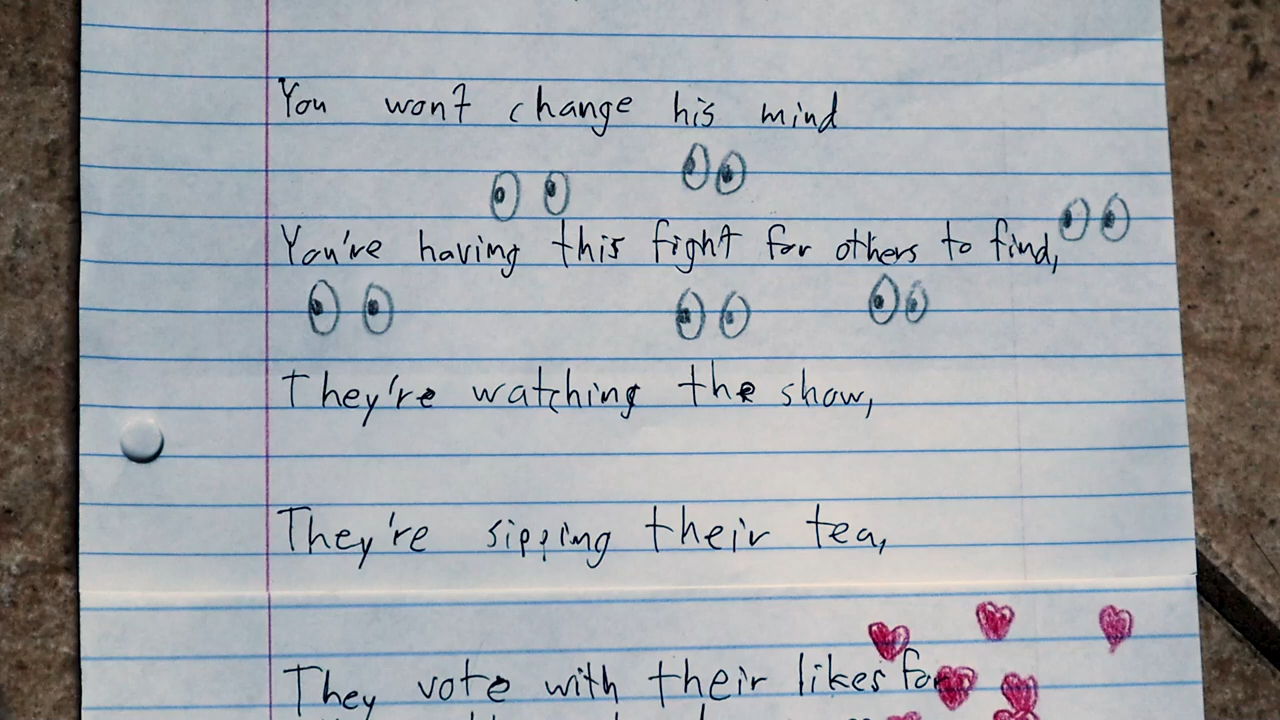 You won't change his mind
You're having this fight for others to find,
They're watching the show,
They're sipping their tea,
They vote with their likes for